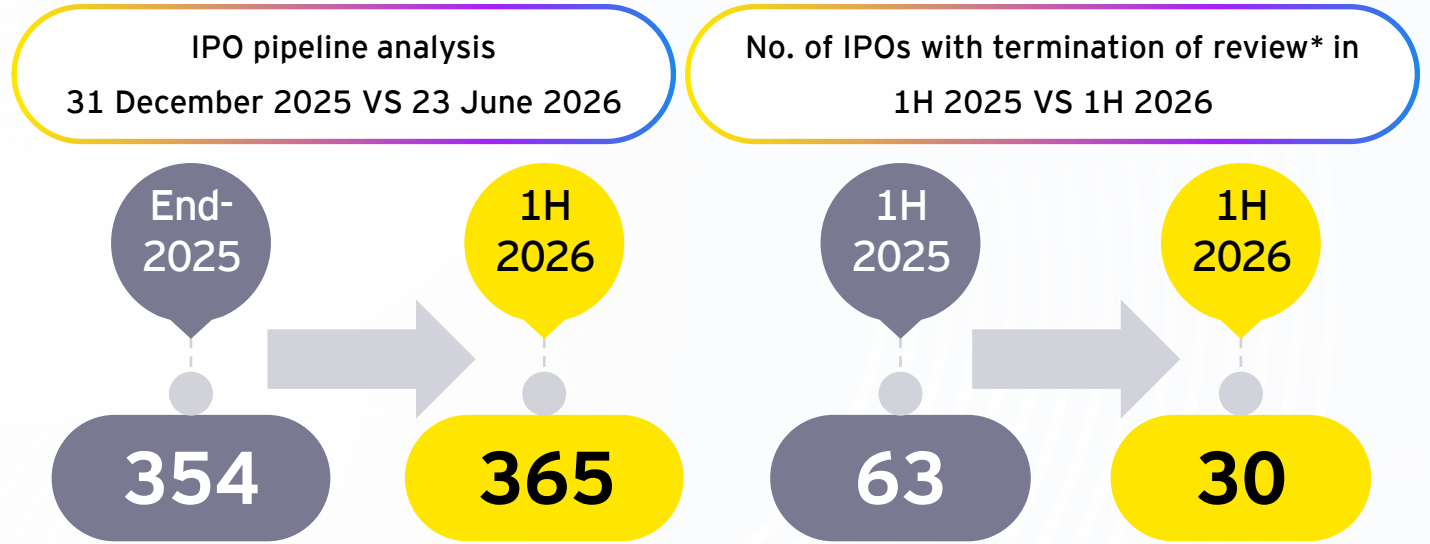 IPO pipeline analysis
31 December 2025 VS 23 June 2026
No. of IPOs with termination of review* in
1H 2025 VS 1H 2026
End-
2025
1H
2026
1H
2025
1H
2026
354
365
63
30